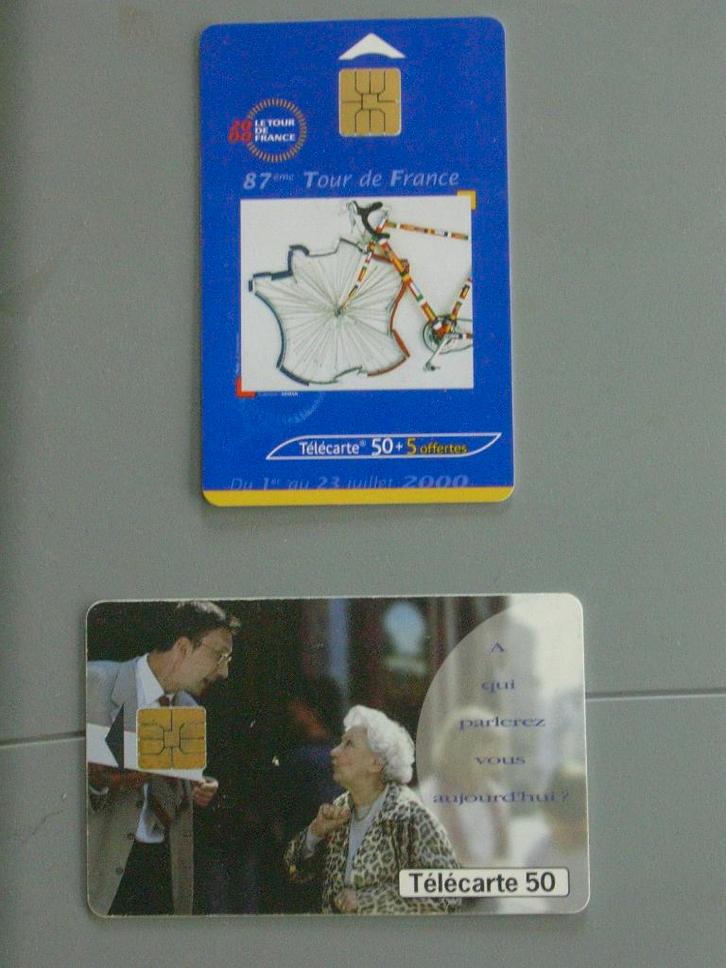 2000
LE TOUR
DE
FRANCE
87ème Tour de France
Télécarte® 50 + 5 offertes
Du 1er au 23 juillet 2000
A
qui
parlerez
vous
aujourd'hui ?
Télécarte 50